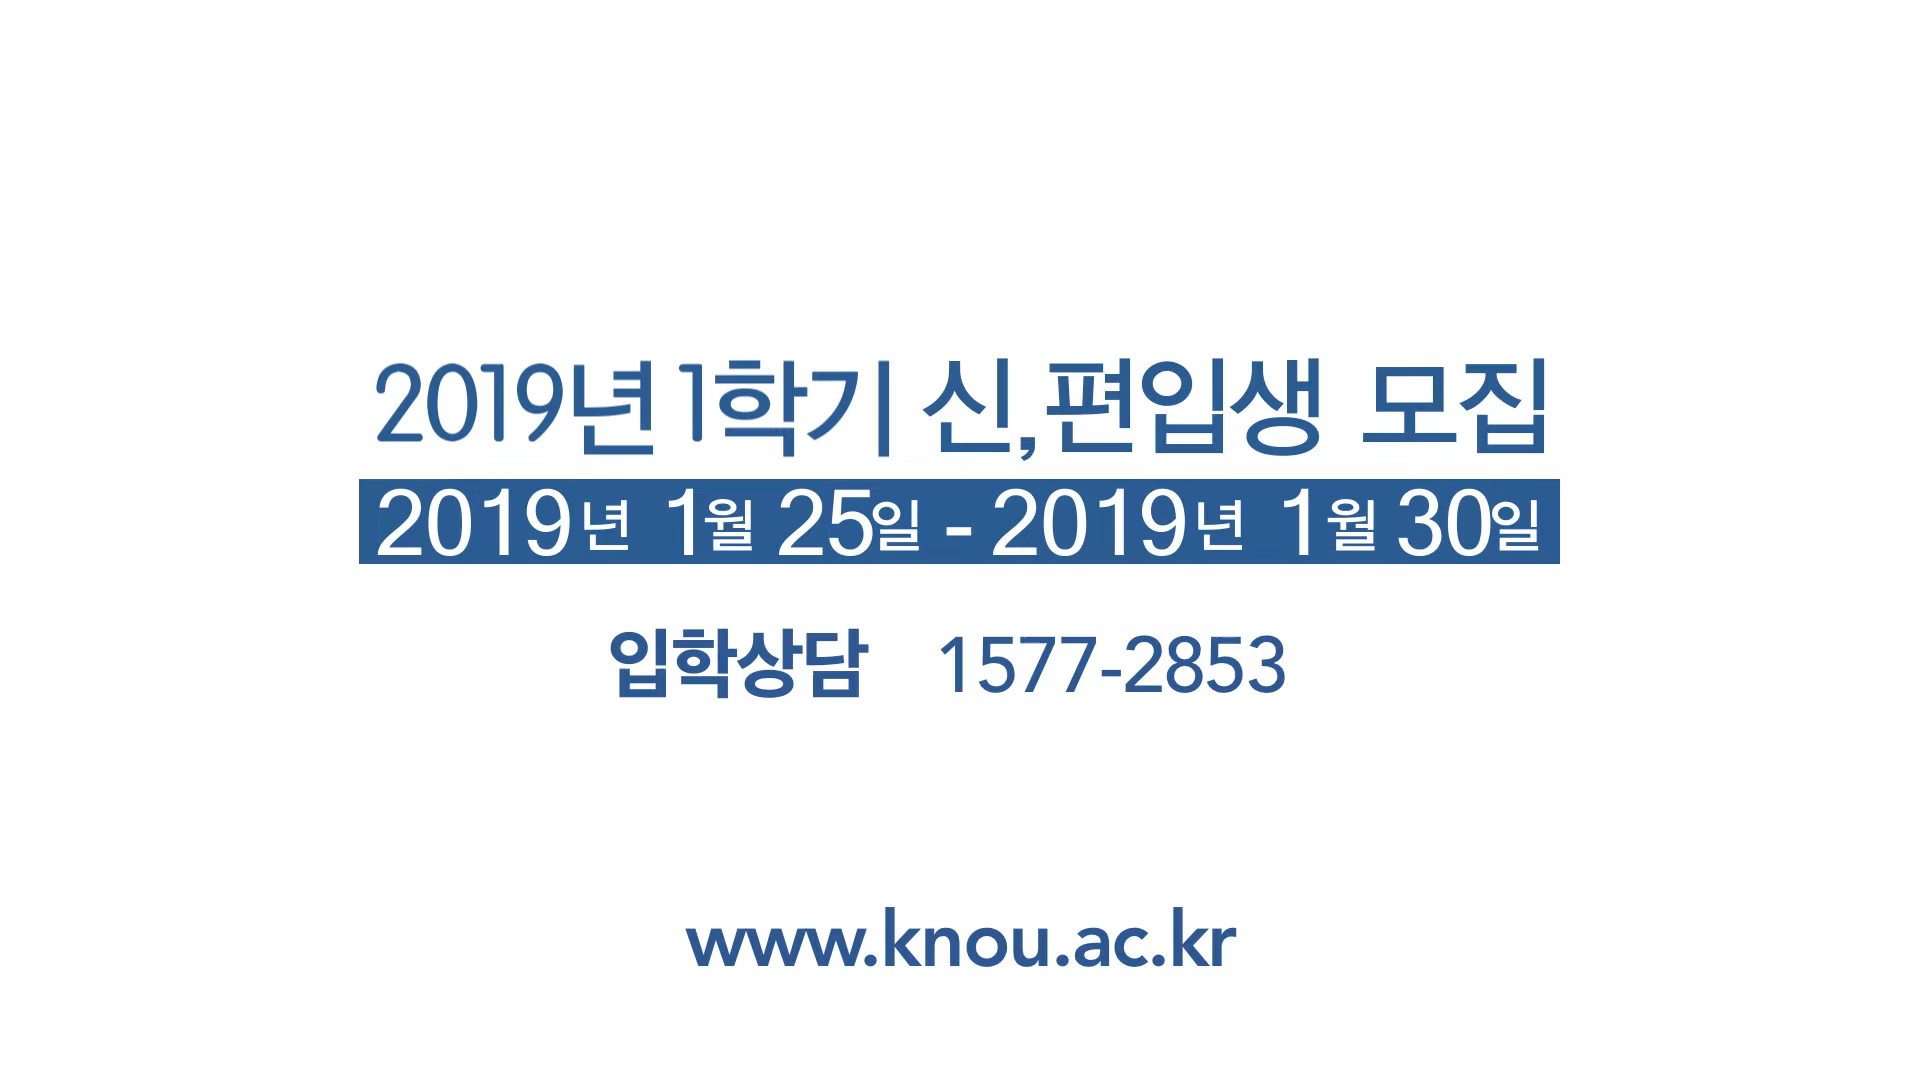 2019년 1학기 신,편입생 모집
2019년 1월 25일 - 2019년 1월 30일
입학상담 1577-2853
www.knou.ac.kr